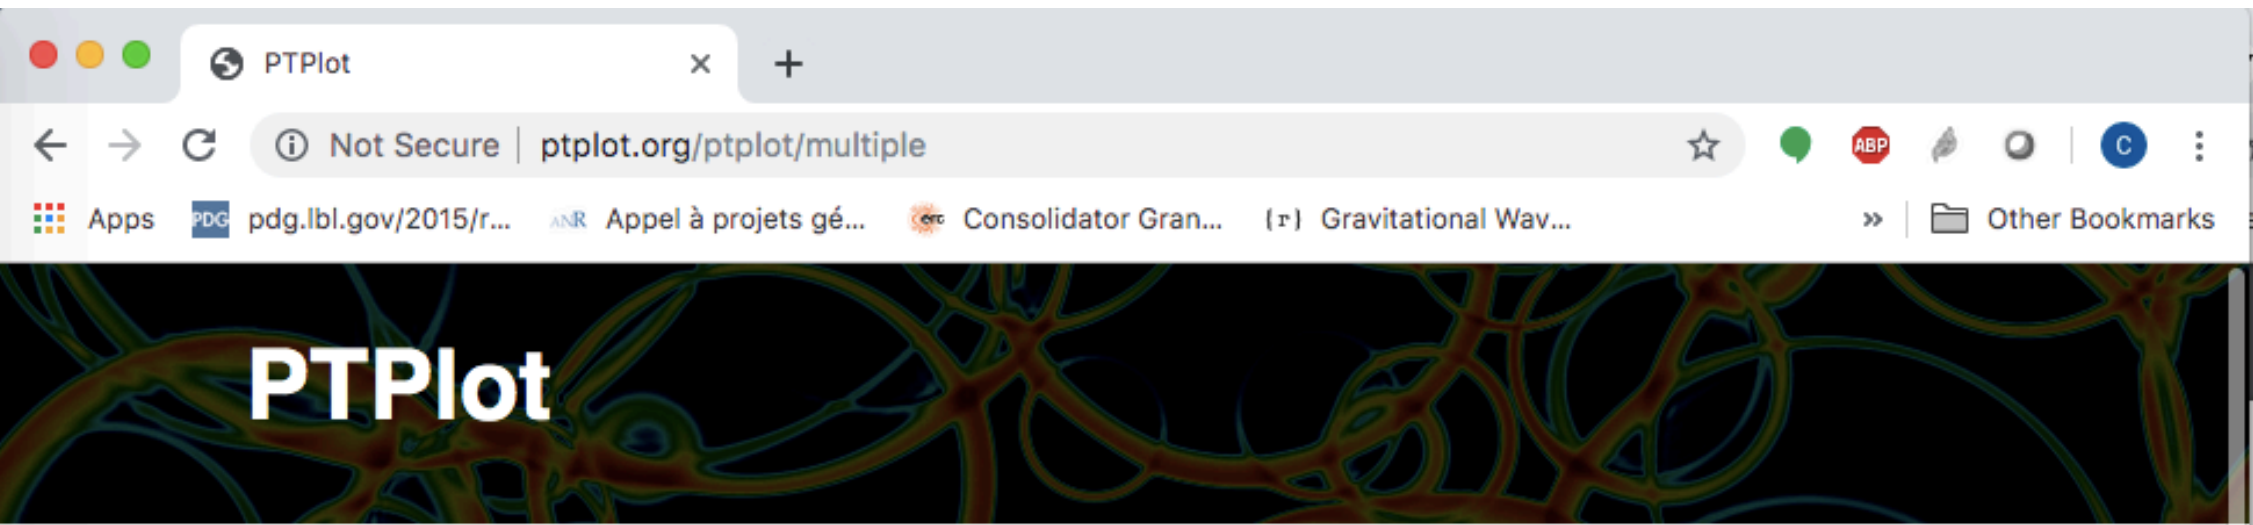 PTPlot
Not Secure ptplot.org/ptplot/multiple ABP C
Apps PDG pdg.lbl.gov/2015/r... ANR Appel à projets gé... erc Consolidator Gran... {r} Gravitational Wav... » Other Bookmarks
PTPlot